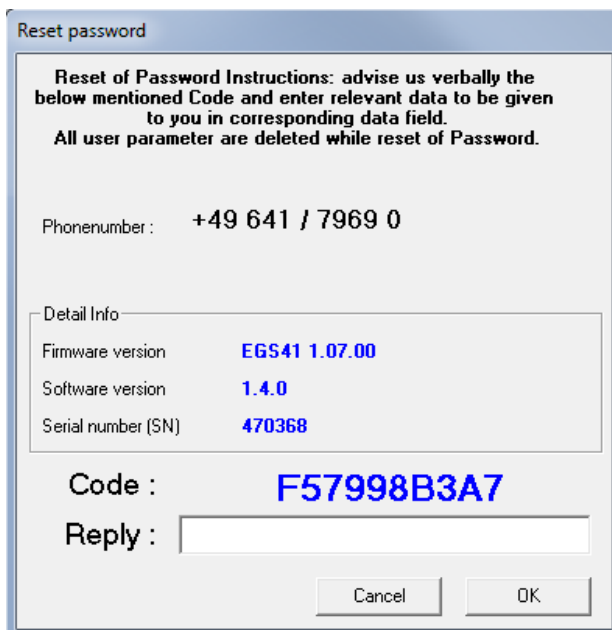 Reset password
Reset of Password Instructions: advise us verbally the
below mentioned Code and enter relevant data to be given
to you in corresponding data field.
All user parameter are deleted while reset of Password.
Phonenumber : +49 641 / 7969 0
Detail Info
Firmware version EGS41 1.07.00
Software version 1.4.0
Serial number (SN) 470368
Code : F57998B3A7
Reply :
Cancel OK